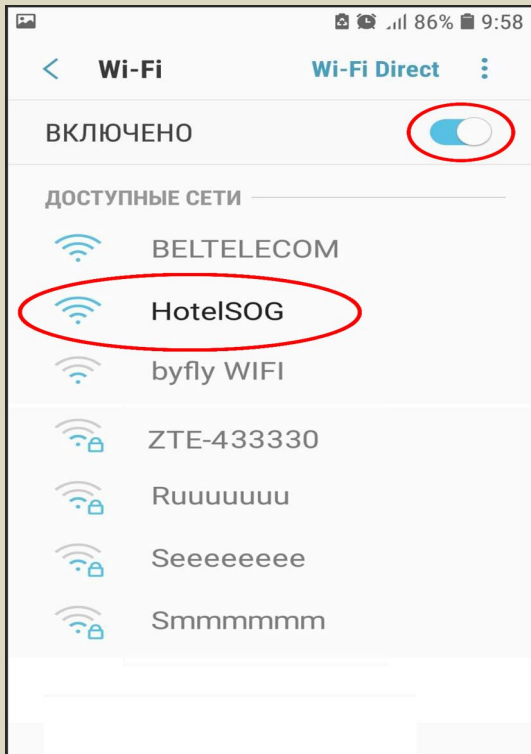 86% 9:58
< Wi-Fi Wi-Fi Direct
ВКЛЮЧЕНО
ДОСТУПНЫЕ СЕТИ
BELTELECOM
HotelSOG
byfly WIFI
ZTE-433330
Ruuuuuuu
Seeeeeeee
Smmmmmm